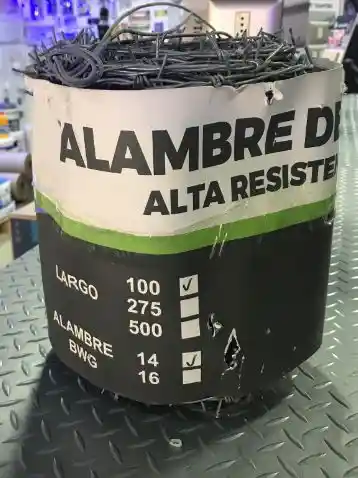 ALAMBRE DE
ALTA RESISTE
LARGO 100 ✓
275
500
ALAMBRE BWG 14 ✓
16